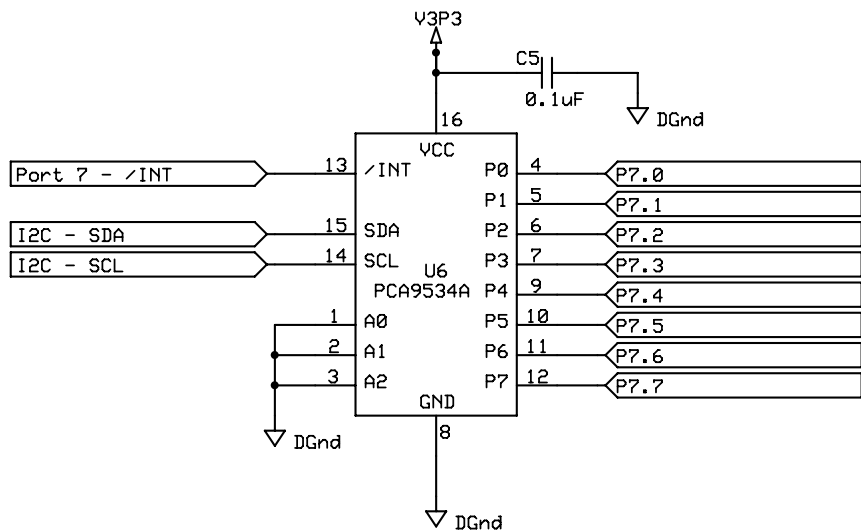 V3P3
C5
0.1uF
DGnd
16
VCC
Port 7 - /INT
13
/INT
P0
4
P7.0
P1
5
P7.1
I2C - SDA
15
SDA
P2
6
P7.2
I2C - SCL
14
SCL
P3
7
P7.3
U6
PCA9534A
P4
9
P7.4
1
A0
P5
10
P7.5
2
A1
P6
11
P7.6
3
A2
P7
12
P7.7
GND
8
DGnd
DGnd